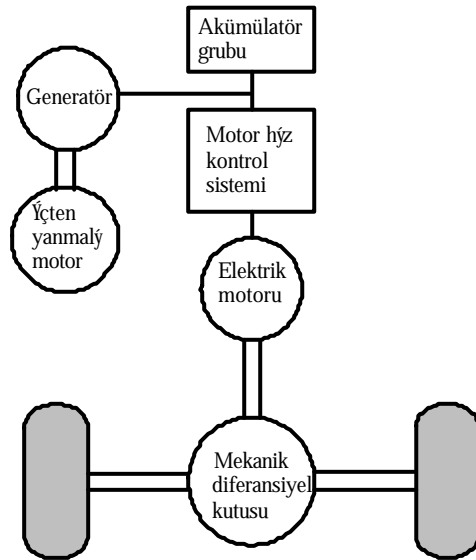 Akümülatör
grubu
Generatör
Motor hýz
kontrol
sistemi
Ýçten
yanmalý
motor
Elektrik
motoru
Mekanik
diferansiyel
kutusu